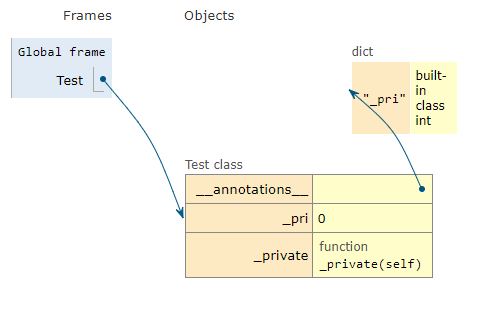 Frames Objects
Global frame
Test
dict
"_pri"
built-
in
class
int
Test class
__annotations__
_pri 0
_private
function
_private(self)